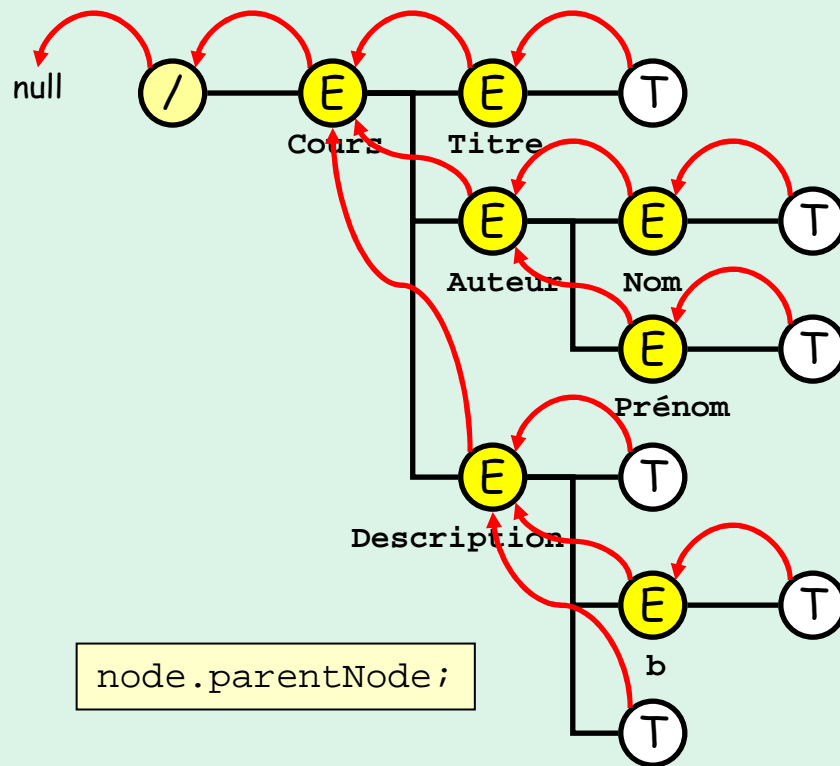 null / E E T
Cours Titre
E E T
Auteur Nom
E T
Prénom
E T
Description
E T
b
node.parentNode;
T